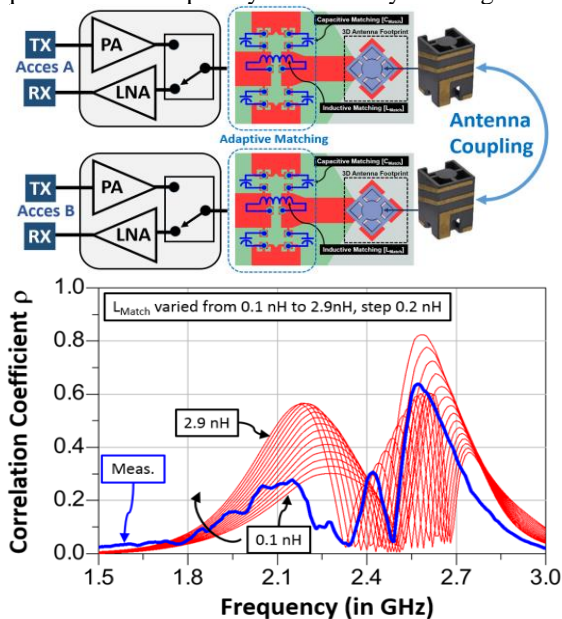 TX
PA
Acces A
RX
LNA
Capacitive Matching [CMatch]
3D Antenna Footprint
Inductive Matching [LMatch]
Adaptive Matching
Antenna
Coupling
TX
PA
Acces B
RX
LNA
Capacitive Matching [CMatch]
3D Antenna Footprint
Inductive Matching [LMatch]
LMatch varied from 0.1 nH to 2.9nH, step 0.2 nH
2.9 nH
Meas.
0.1 nH
Correlation Coefficient ρ
1.0
0.8
0.6
0.4
0.2
0.0
1.5 1.8 2.1 2.4 2.7 3.0
Frequency (in GHz)